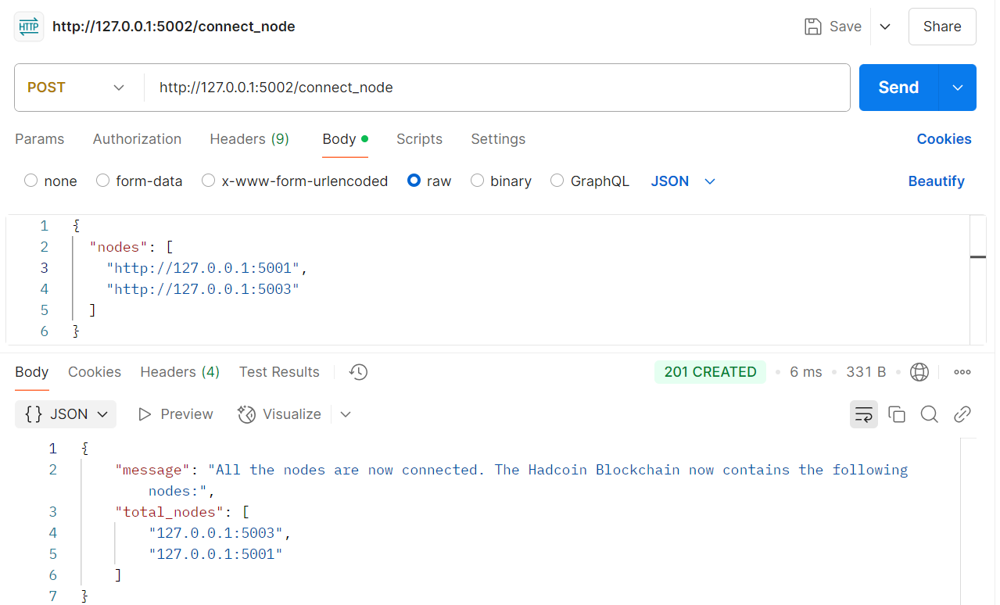 HTTP http://127.0.0.1:5002/connect_node Save Share
POST http://127.0.0.1:5002/connect_node Send
Params Authorization Headers (9) Body Scripts Settings Cookies
none form-data x-www-form-urlencoded raw binary GraphQL JSON Beautify
1 {
2 "nodes": [
3 "http://127.0.0.1:5001",
4 "http://127.0.0.1:5003"
5 ]
6 }
Body Cookies Headers (4) Test Results 201 CREATED 6 ms 331 B
{} JSON Preview Visualize
1 {
2 "message": "All the nodes are now connected. The Hadcoin Blockchain now contains the following
nodes:",
3 "total_nodes": [
4 "127.0.0.1:5003",
5 "127.0.0.1:5001"
6 ]
7 }